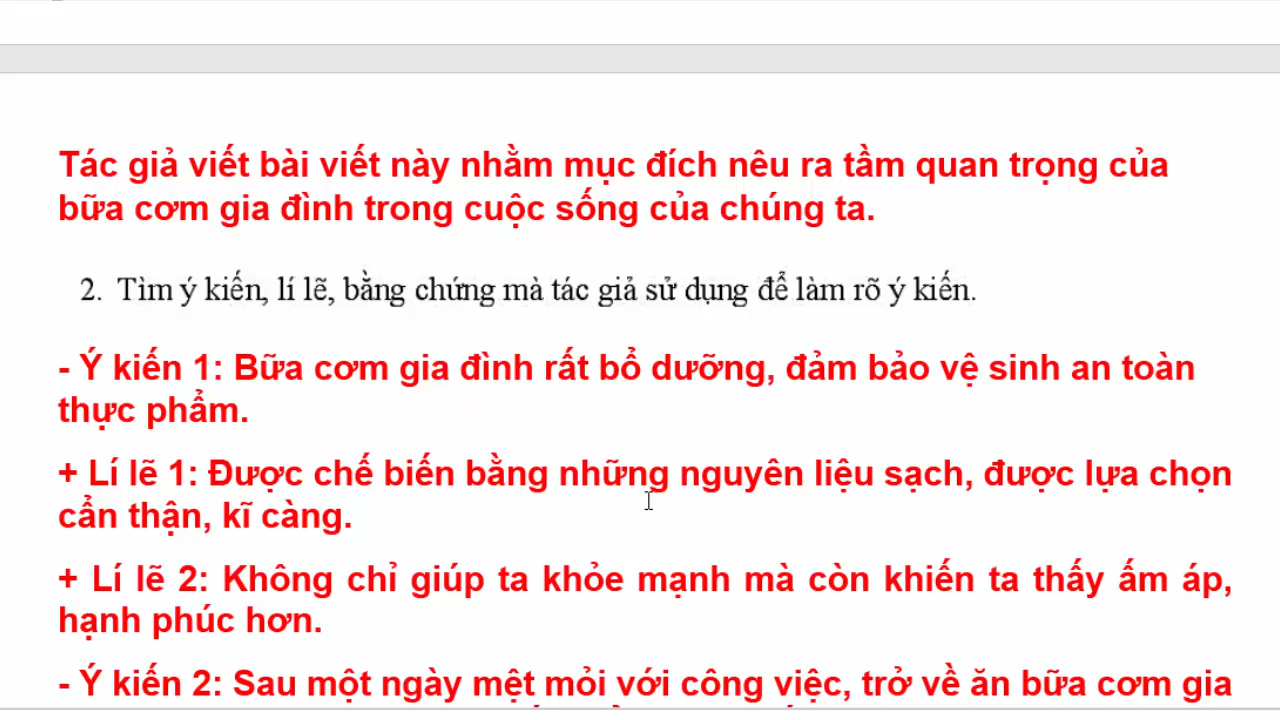 Tác giả viết bài viết này nhằm mục đích nêu ra tầm quan trọng của
bữa cơm gia đình trong cuộc sống của chúng ta.
2. Tìm ý kiến, lí lẽ, bằng chứng mà tác giả sử dụng để làm rõ ý kiến.
- Ý kiến 1: Bữa cơm gia đình rất bổ dưỡng, đảm bảo vệ sinh an toàn
thực phẩm.
+ Lí lẽ 1: Được chế biến bằng những nguyên liệu sạch, được lựa chọn
cẩn thận, kĩ càng.
+ Lí lẽ 2: Không chỉ giúp ta khỏe mạnh mà còn khiến ta thấy ấm áp,
hạnh phúc hơn.
- Ý kiến 2: Sau một ngày mệt mỏi với công việc, trở về ăn bữa cơm gia